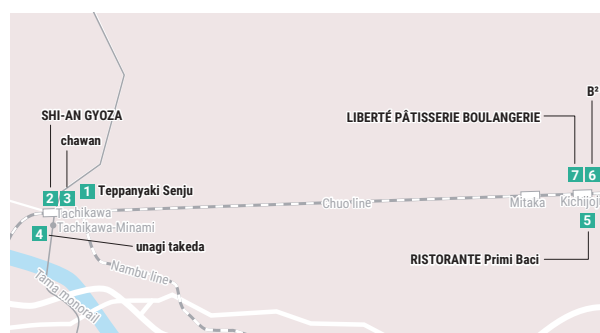 B²
SHI-AN GYOZA
LIBERTÉ PÂTISSERIE BOULANGERIE
chawan
7 6
2 3 1 Teppanyaki Senju
Chuo line
Mitaka
Kichijoji
Tachikawa
5
Tachikawa-Minami
4
unagi takeda
RISTORANTE Primi Baci
Nambu line
Tama monorail